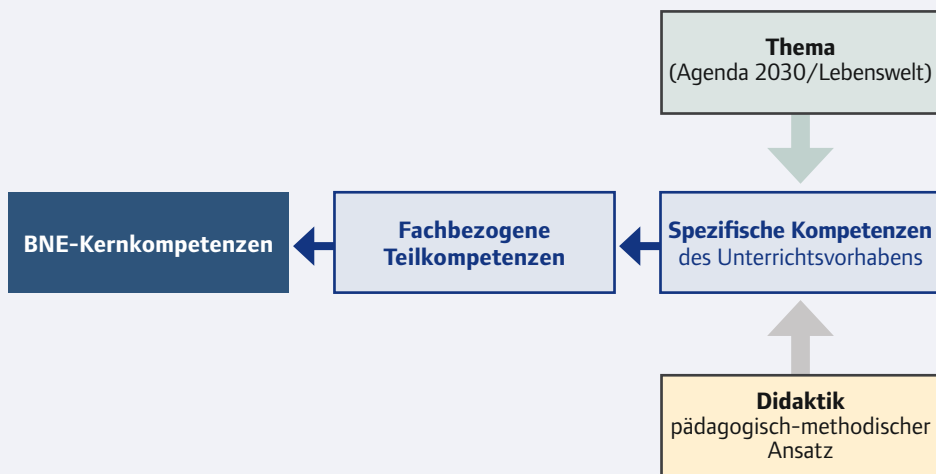 Thema
(Agenda 2030/Lebenswelt)
BNE-Kernkompetenzen
Fachbezogene
Teilkompetenzen
Spezifische Kompetenzen
des Unterrichtsvorhabens
Didaktik
pädagogisch-methodischer
Ansatz